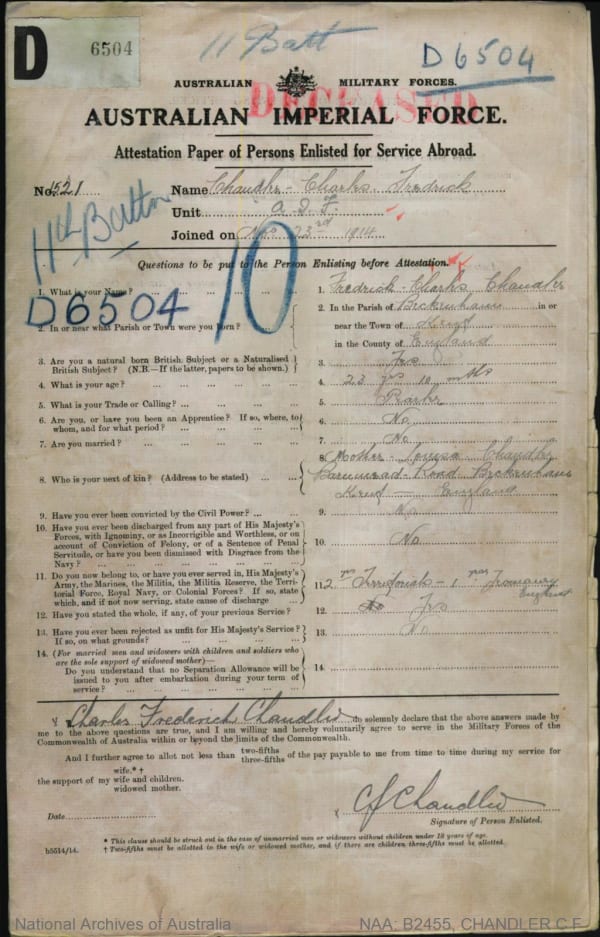 D
6504
11 Batt
D6504
AUSTRALIAN MILITARY FORCES.
DECEASED
AUSTRALIAN IMPERIAL FORCE.
Attestation Paper of Persons Enlisted for Service Abroad.
No. 1521
Name Chandler - Charles. Fredrick
11th Battn
Unit A.I.F.
Joined on 23rd 1914
Questions to be put to the Person Enlisting before Attestation.
10
D6504
1. What is your Name? ... 1. Fredrick - Charles Chandler
2. In or near what Parish or Town were you born? ... 2. In the Parish of Beckenham in or
near the Town of Kent
in the County of England
3. Are you a natural born British Subject or a Naturalised
British Subject? (N.B.—If the latter, papers to be shown.) 3. Yes
4. What is your age? ... 4. 23 yrs 10 mths
5. What is your Trade or Calling? ... 5.
6. Are you, or have you been an Apprentice? If so, where, to
whom, and for what period? ... 6. No
7. Are you married? ... 7. No
8. Who is your next of kin? (Address to be stated) ... 8. Mother - Louisa Chandler
Road Beckenham
Kent — England
9. Have you ever been convicted by the Civil Power? ... 9. No
10. Have you ever been discharged from any part of His Majesty's
Forces, with Ignominy, or as Incorrigible and Worthless, or on
account of Conviction of Felony, or of a Sentence of Penal
Servitude, or have you been Dismissed with Disgrace from the
Navy? ... 10. No
11. Do you now belong to, or have you ever served in, His Majesty's
Army, the Marines, the Militia, the Militia Reserve, the Terri-
torial Force, Royal Navy, or Colonial Forces? If so, state
which, and if not now serving, state cause of discharge 11. 2 yrs Territorials - 1 year Yeomanry
England
12. Have you stated the whole, if any, of your previous Service? 12. No Yes
13. Have you ever been rejected as unfit for His Majesty's Service?
If so, on what grounds? ... 13. No
14. (For married men and widowers with children and soldiers who
are the sole support of widowed mother)—
Do you understand that no Separation Allowance will be
issued to you after embarkation during your term of
service? ... 14.
I Charles Frederick Chandler do solemnly declare that the above answers made by
me to the above questions are true, and I am willing and hereby voluntarily agree to serve in the Military Forces of the
Commonwealth of Australia within or beyond the limits of the Commonwealth.
And I further agree to allot not less than two-fifths three-fifths of the pay payable to me from time to time during my service for
wife.* †
the support of my wife and children.
widowed mother.
C F Chandler
Date
Signature of Person Enlisted.
* This clause should be struck out in the case of unmarried men or widowers without children under 18 years of age.
b5514/14.
† Two-fifths must be allotted to the wife or widowed mother, and if there are children three-fifths must be allotted.
National Archives of Australia
NAA: B2455, CHANDLER C F